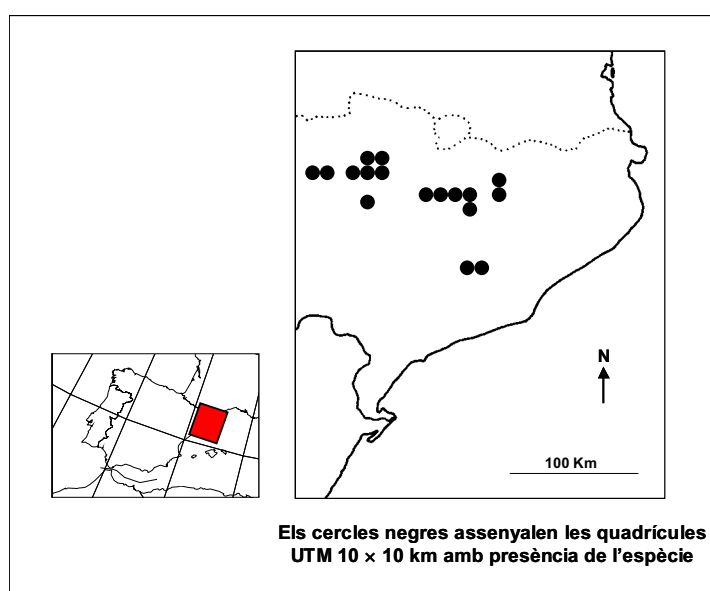 N
100 Km
Els cercles negres assenyalen les quadrícules
UTM 10 × 10 km amb presència de l'espècie